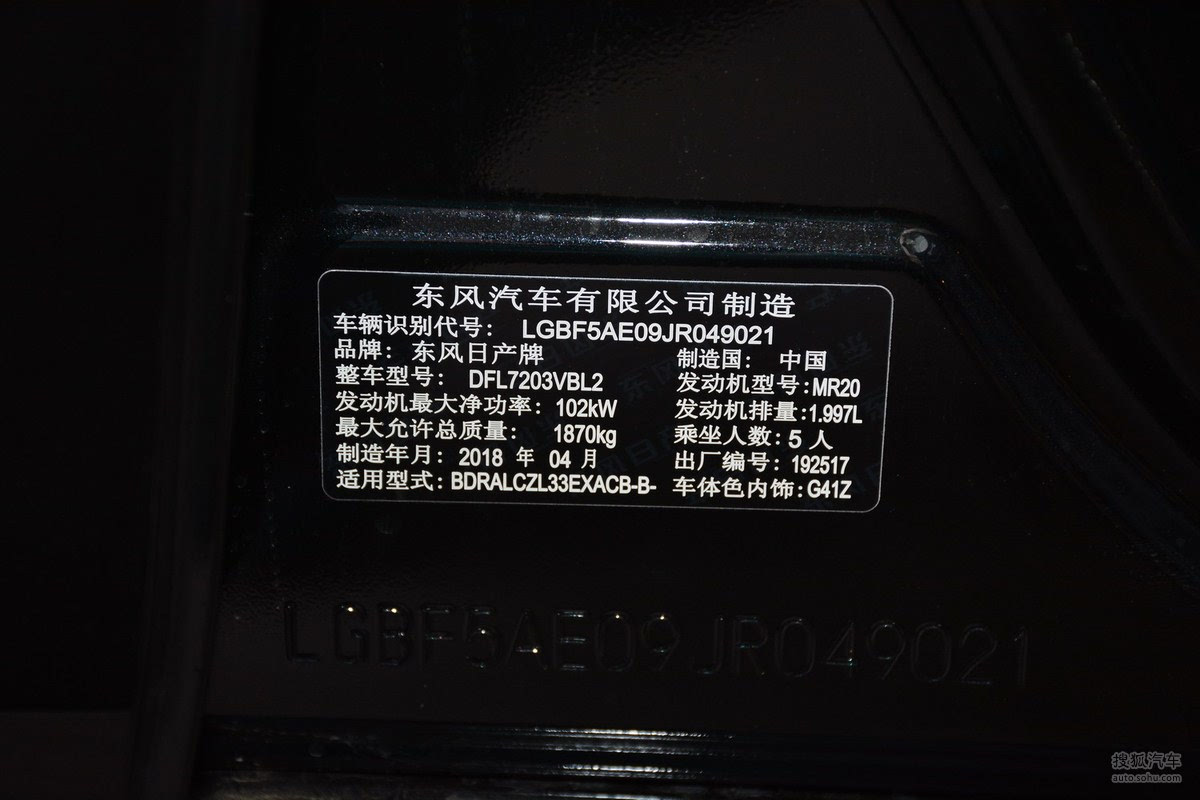 东风汽车有限公司制造
车辆识别代号: LGBF5AE09JR049021
品牌: 东风日产牌 制造国: 中国
整车型号: DFL7203VBL2 发动机型号:MR20
发动机最大净功率: 102kW 发动机排量:1.997L
最大允许总质量: 1870kg 乘坐人数:5人
制造年月: 2018 年 04 月 出厂编号: 192517
适用型式: BDRALCZL33EXACB-B- 车体色内饰:G41Z
LGBF5AE09JR049021
搜狐汽车
auto.sohu.com